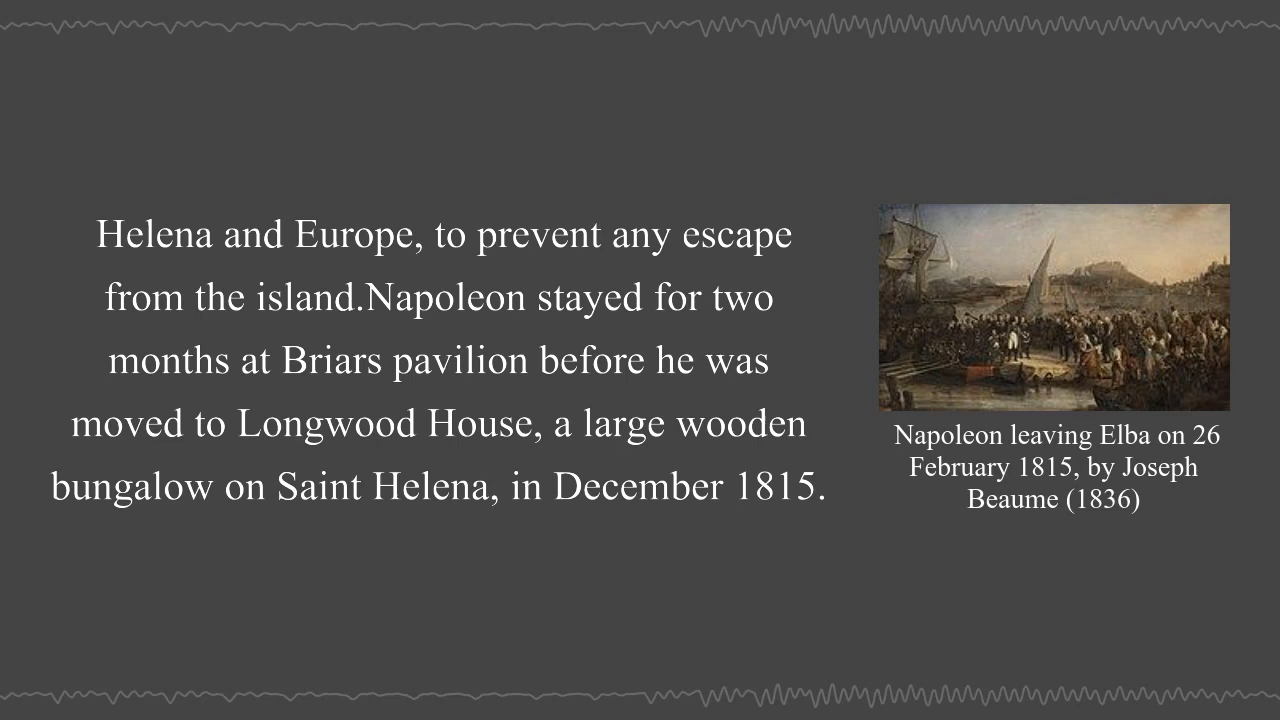 Helena and Europe, to prevent any escape
from the island.Napoleon stayed for two
months at Briars pavilion before he was
moved to Longwood House, a large wooden
bungalow on Saint Helena, in December 1815.
Napoleon leaving Elba on 26
February 1815, by Joseph
Beaume (1836)